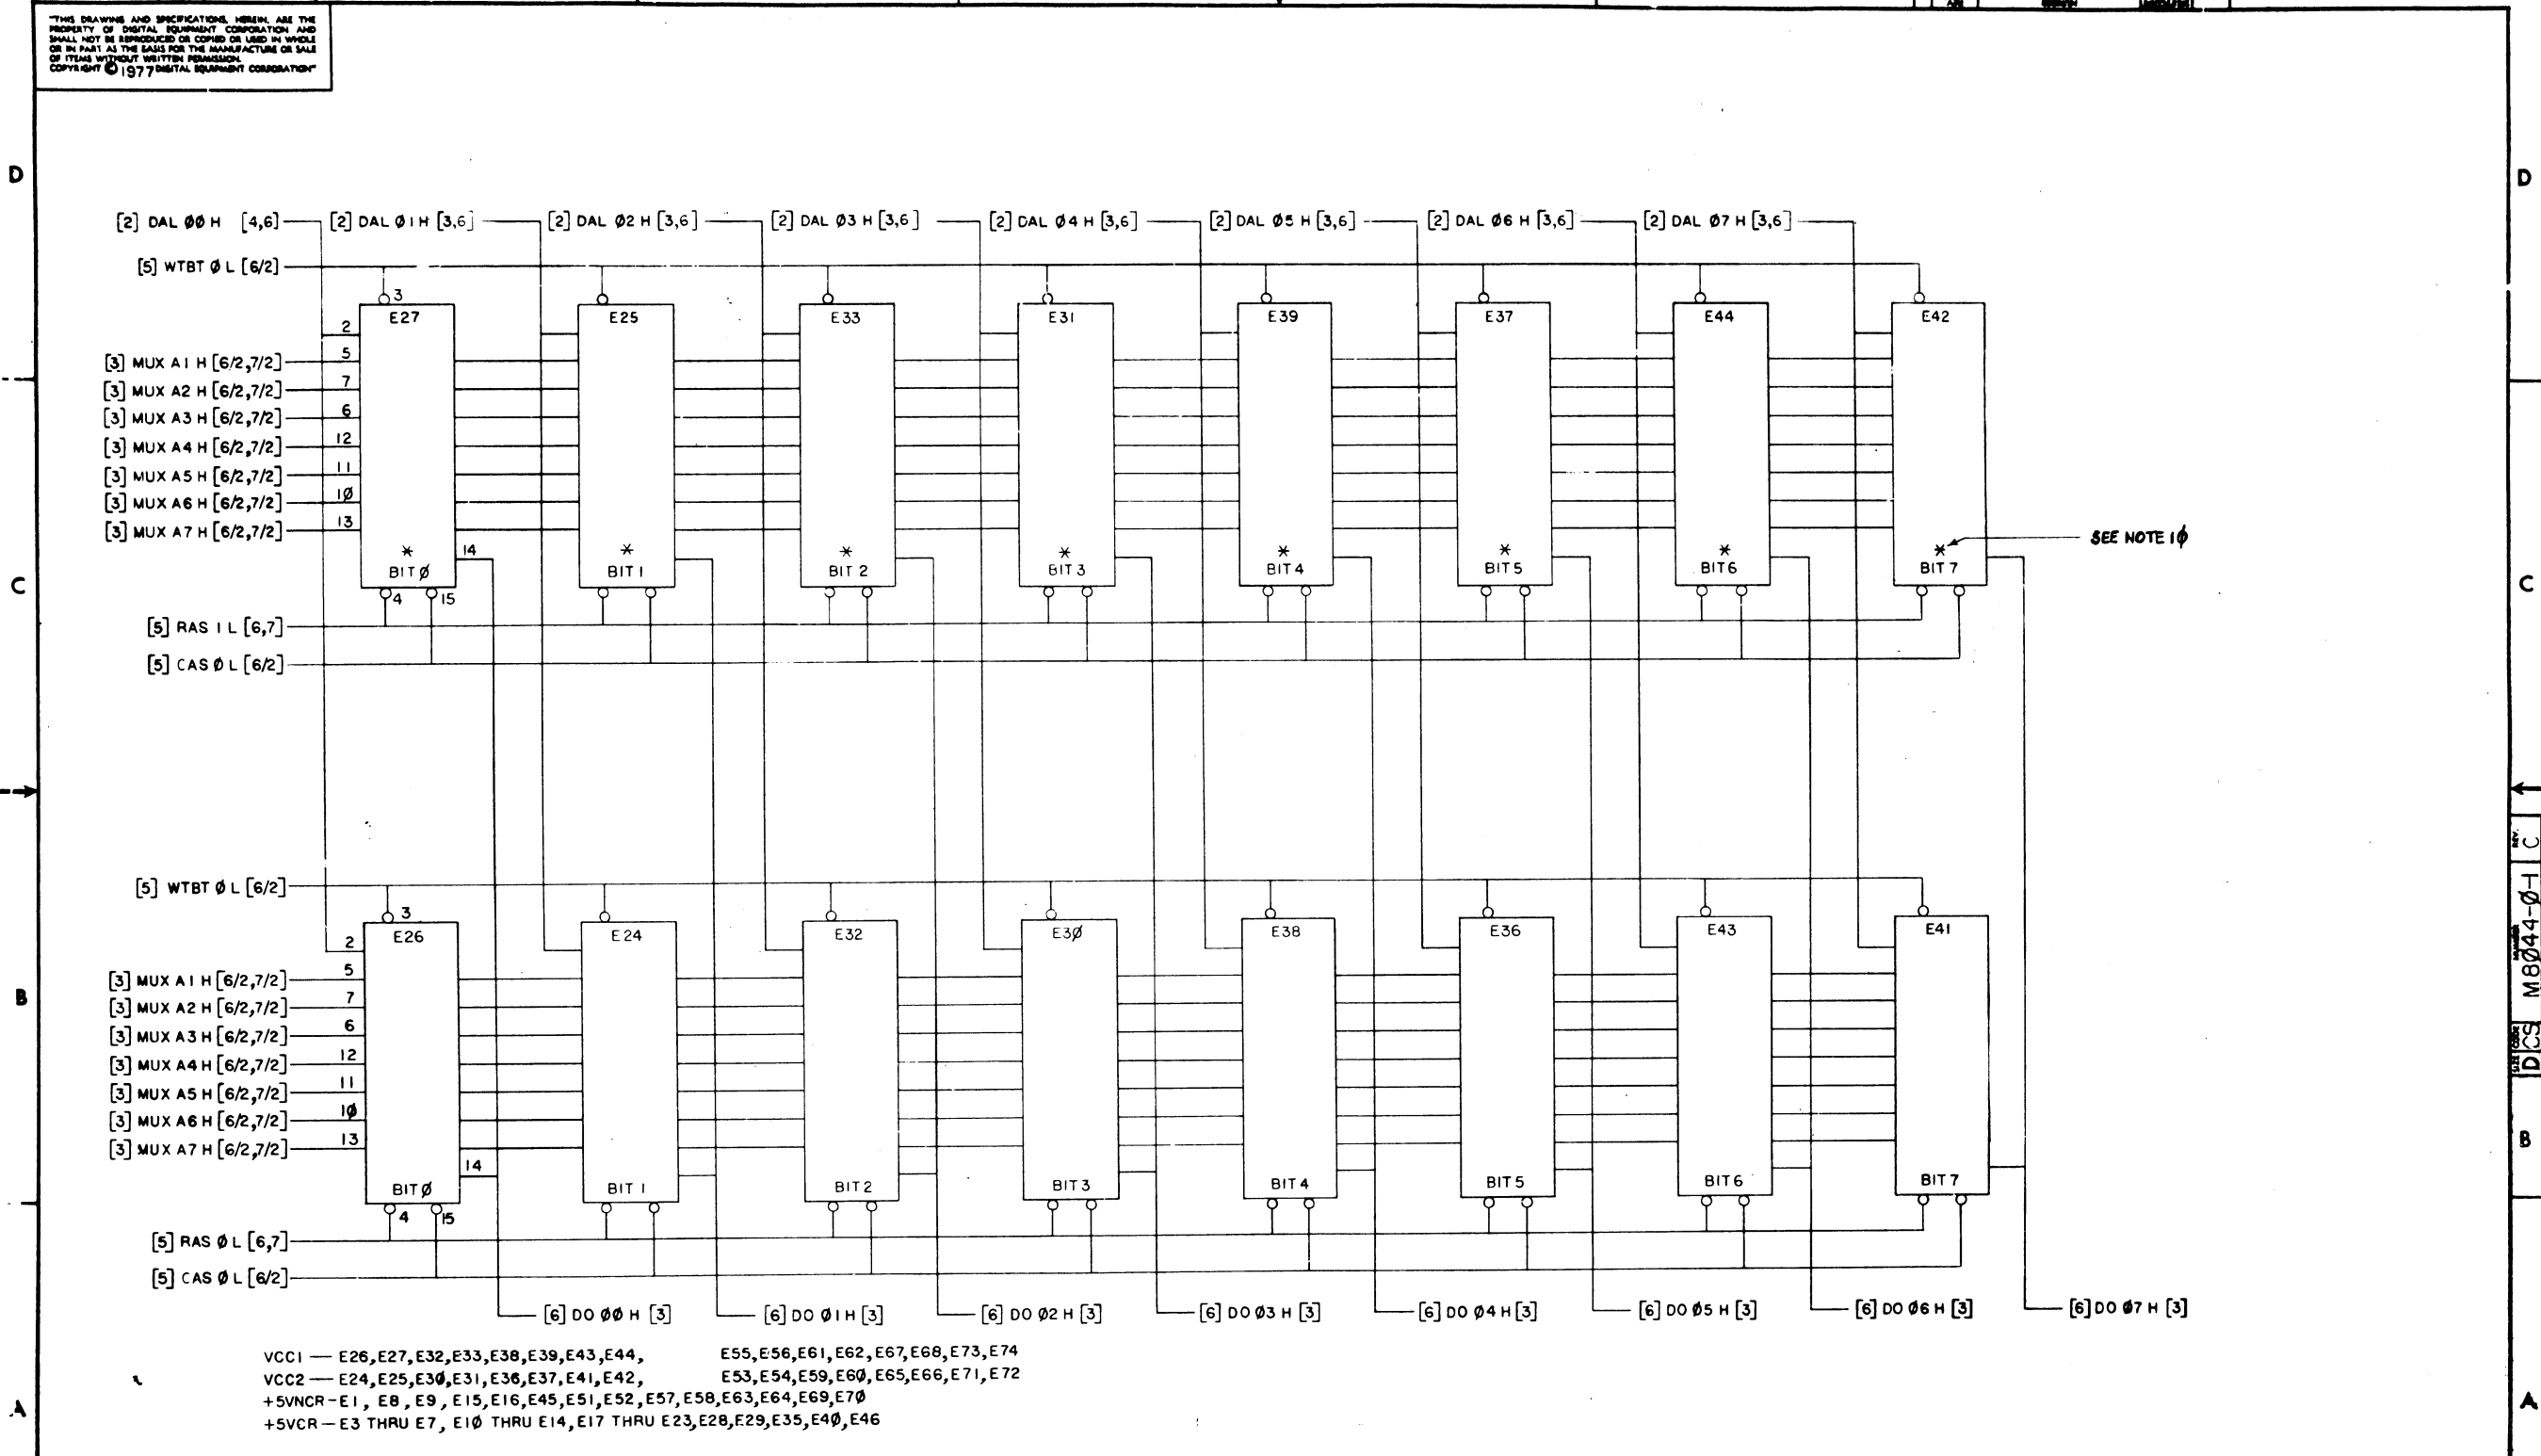 "THIS DRAWING AND SPECIFICATIONS, HEREIN, ARE THE
PROPERTY OF DIGITAL EQUIPMENT CORPORATION AND
SHALL NOT BE REPRODUCED OR COPIED OR USED IN WHOLE
OR IN PART AS THE BASIS FOR THE MANUFACTURE OR SALE
OF ITEMS WITHOUT WRITTEN PERMISSION.
COPYRIGHT © 1977 DIGITAL EQUIPMENT CORPORATION"
D D
[2] DAL ØØ H [4,6] [2] DAL Ø1 H [3,6] [2] DAL Ø2 H [3,6] [2] DAL Ø3 H [3,6] [2] DAL Ø4 H [3,6] [2] DAL Ø5 H [3,6] [2] DAL Ø6 H [3,6] [2] DAL Ø7 H [3,6]
[5] WTBT Ø L [6/2]
3
E27 E25 E33 E31 E39 E37 E44 E42
2
[3] MUX A1 H [6/2,7/2] 5
[3] MUX A2 H [6/2,7/2] 7
[3] MUX A3 H [6/2,7/2] 6
[3] MUX A4 H [6/2,7/2] 12
[3] MUX A5 H [6/2,7/2] 11
[3] MUX A6 H [6/2,7/2] 1Ø
[3] MUX A7 H [6/2,7/2] 13
* 14 * * * * * * * SEE NOTE 1Ø
BIT Ø BIT 1 BIT 2 BIT 3 BIT 4 BIT 5 BIT 6 BIT 7
C C
4 15
[5] RAS 1 L [6,7]
[5] CAS Ø L [6/2]
[5] WTBT Ø L [6/2]
3
E26 E24 E32 E3Ø E38 E36 E43 E41
2
[3] MUX A1 H [6/2,7/2] 5
[3] MUX A2 H [6/2,7/2] 7
[3] MUX A3 H [6/2,7/2] 6
[3] MUX A4 H [6/2,7/2] 12
[3] MUX A5 H [6/2,7/2] 11
[3] MUX A6 H [6/2,7/2] 1Ø
[3] MUX A7 H [6/2,7/2] 13
B B
14
BIT Ø BIT 1 BIT 2 BIT 3 BIT 4 BIT 5 BIT 6 BIT 7
4 15
[5] RAS Ø L [6,7]
[5] CAS Ø L [6/2]
[6] DO ØØ H [3] [6] DO Ø1 H [3] [6] DO Ø2 H [3] [6] DO Ø3 H [3] [6] DO Ø4 H [3] [6] DO Ø5 H [3] [6] DO Ø6 H [3] [6] DO Ø7 H [3]
VCC1 — E26,E27,E32,E33,E38,E39,E43,E44, E55,E56,E61,E62,E67,E68,E73,E74
VCC2 — E24,E25,E3Ø,E31,E36,E37,E41,E42, E53,E54,E59,E6Ø,E65,E66,E71,E72
+5VNCR-E1, E8, E9, E15,E16,E45,E51,E52,E57,E58,E63,E64,E69,E7Ø
+5VCR—E3 THRU E7, E1Ø THRU E14,E17 THRU E23,E28,E29,E35,E4Ø,E46
A A
SIZE CODE NUMBER REV.
D CS M8Ø44-Ø-1 C